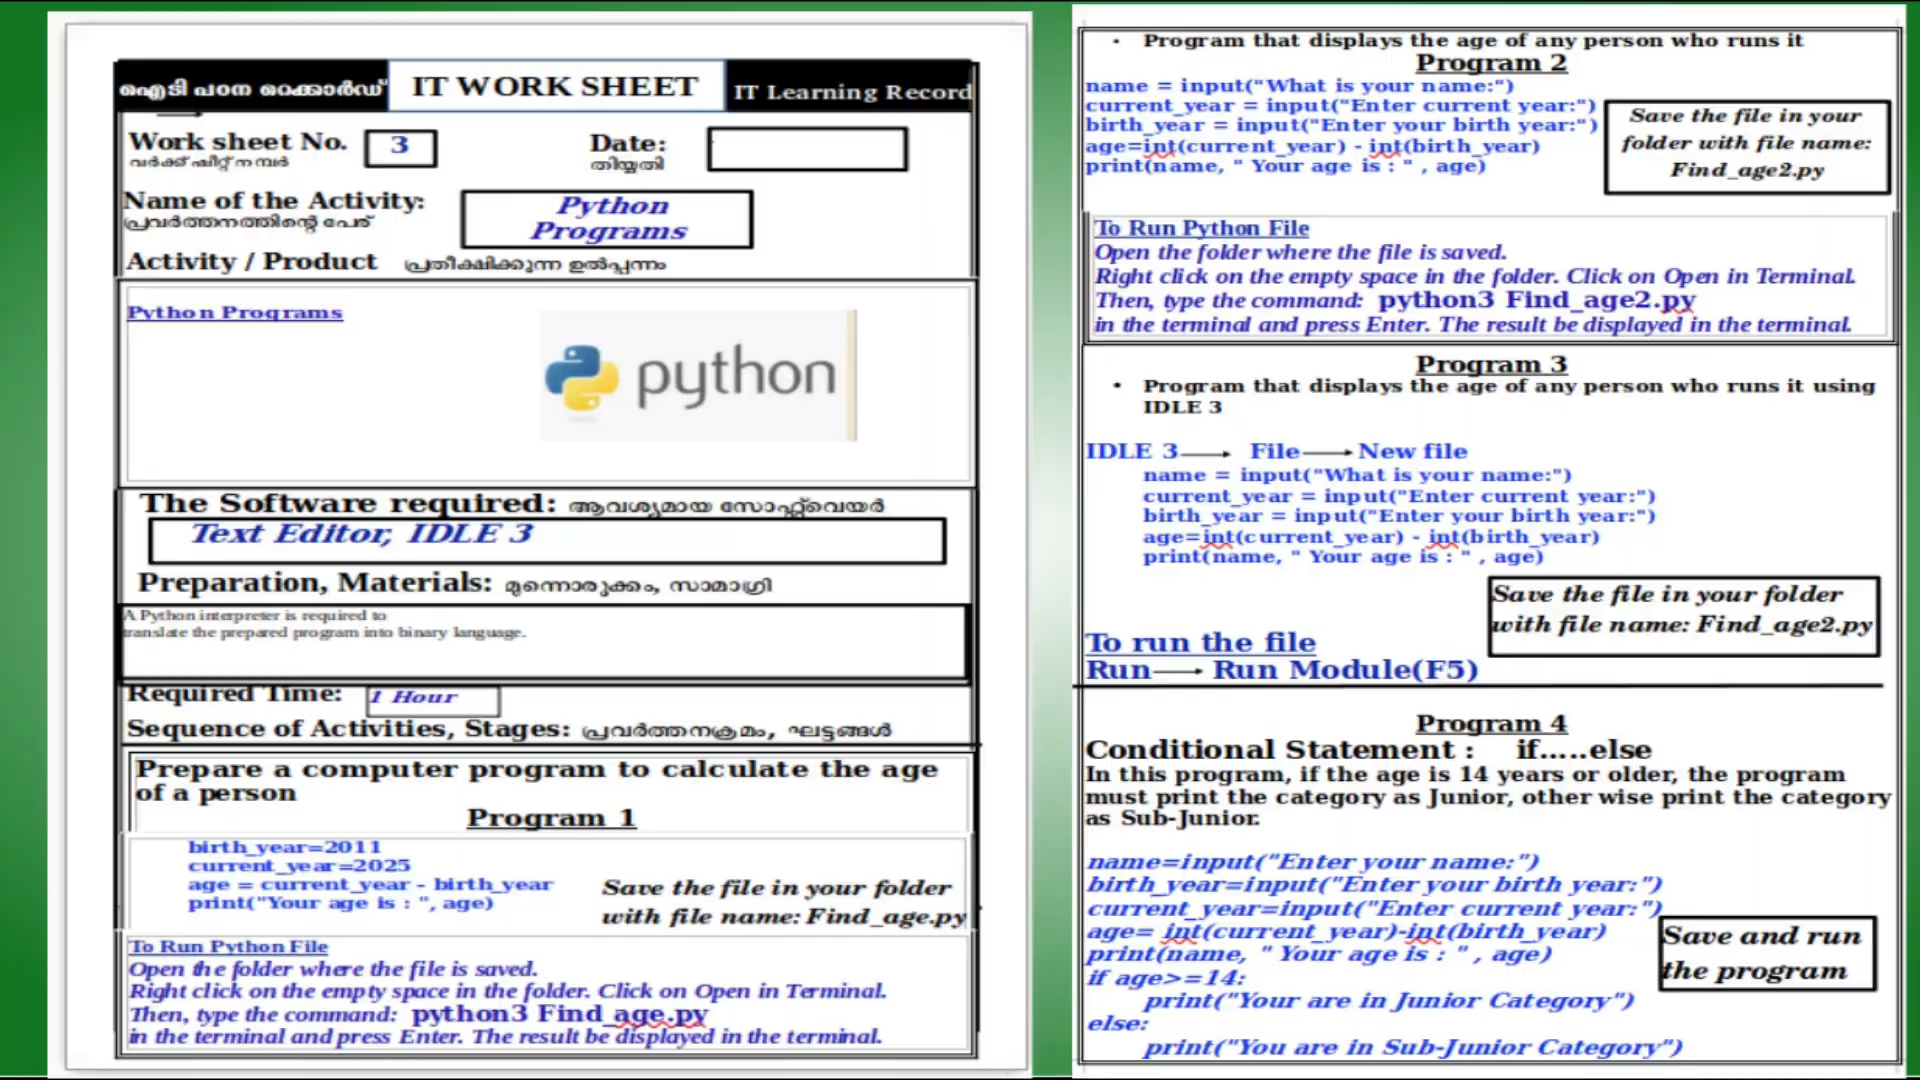 ഐടി പഠന റെക്കോർഡ്
IT WORK SHEET
IT Learning Record
Work sheet No. 3
വർക്ക് ഷീറ്റ് നമ്പർ
Date:
തിയ്യതി
Name of the Activity:
പ്രവർത്തനത്തിന്റെ പേര്
Python
Programs
Activity / Product പ്രതീക്ഷിക്കുന്ന ഉൽപ്പന്നം
Python Programs
python
The Software required: ആവശ്യമായ സോഫ്റ്റ്‌വെയർ
Text Editor, IDLE 3
Preparation, Materials: മുന്നൊരുക്കം, സാമാഗ്രി
A Python interpreter is required to
translate the prepared program into binary language.
Required Time: 1 Hour
Sequence of Activities, Stages: പ്രവർത്തനക്രമം, ഘട്ടങ്ങൾ
Prepare a computer program to calculate the age
of a person
Program 1
birth_year=2011
current_year=2025
age = current_year - birth_year
print("Your age is : ", age)
Save the file in your folder
with file name: Find_age.py
To Run Python File
Open the folder where the file is saved.
Right click on the empty space in the folder. Click on Open in Terminal.
Then, type the command: python3 Find_age.py
in the terminal and press Enter. The result be displayed in the terminal.
• Program that displays the age of any person who runs it
Program 2
name = input("What is your name:")
current_year = input("Enter current year:")
birth_year = input("Enter your birth year:")
age=int(current_year) - int(birth_year)
print(name, " Your age is : " , age)
Save the file in your
folder with file name:
Find_age2.py
To Run Python File
Open the folder where the file is saved.
Right click on the empty space in the folder. Click on Open in Terminal.
Then, type the command: python3 Find_age2.py
in the terminal and press Enter. The result be displayed in the terminal.
Program 3
• Program that displays the age of any person who runs it using
IDLE 3
IDLE 3 → File → New file
name = input("What is your name:")
current_year = input("Enter current year:")
birth_year = input("Enter your birth year:")
age=int(current_year) - int(birth_year)
print(name, " Your age is : " , age)
Save the file in your folder
with file name: Find_age2.py
To run the file
Run → Run Module(F5)
Program 4
Conditional Statement : if.....else
In this program, if the age is 14 years or older, the program
must print the category as Junior, other wise print the category
as Sub-Junior.
name=input("Enter your name:")
birth_year=input("Enter your birth year:")
current_year=input("Enter current year:")
age= int(current_year)-int(birth_year)
print(name, " Your age is : " , age)
if age>=14:
print("Your are in Junior Category")
else:
print("You are in Sub-Junior Category")
Save and run
the program